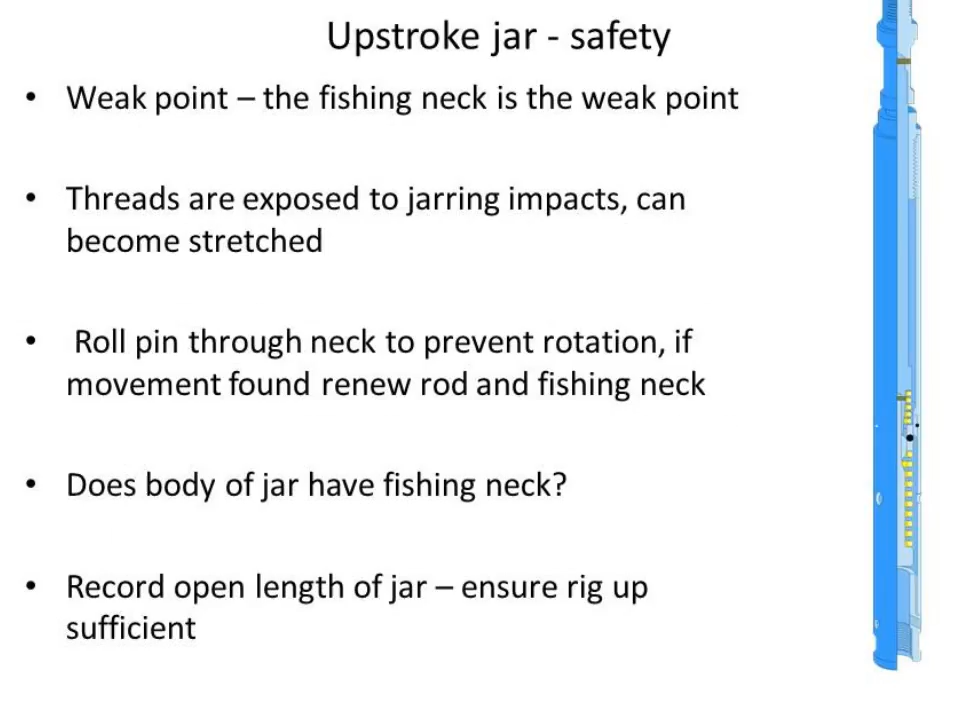 Upstroke jar - safety
• Weak point – the fishing neck is the weak point
• Threads are exposed to jarring impacts, can
become stretched
• Roll pin through neck to prevent rotation, if
movement found renew rod and fishing neck
• Does body of jar have fishing neck?
• Record open length of jar – ensure rig up
sufficient